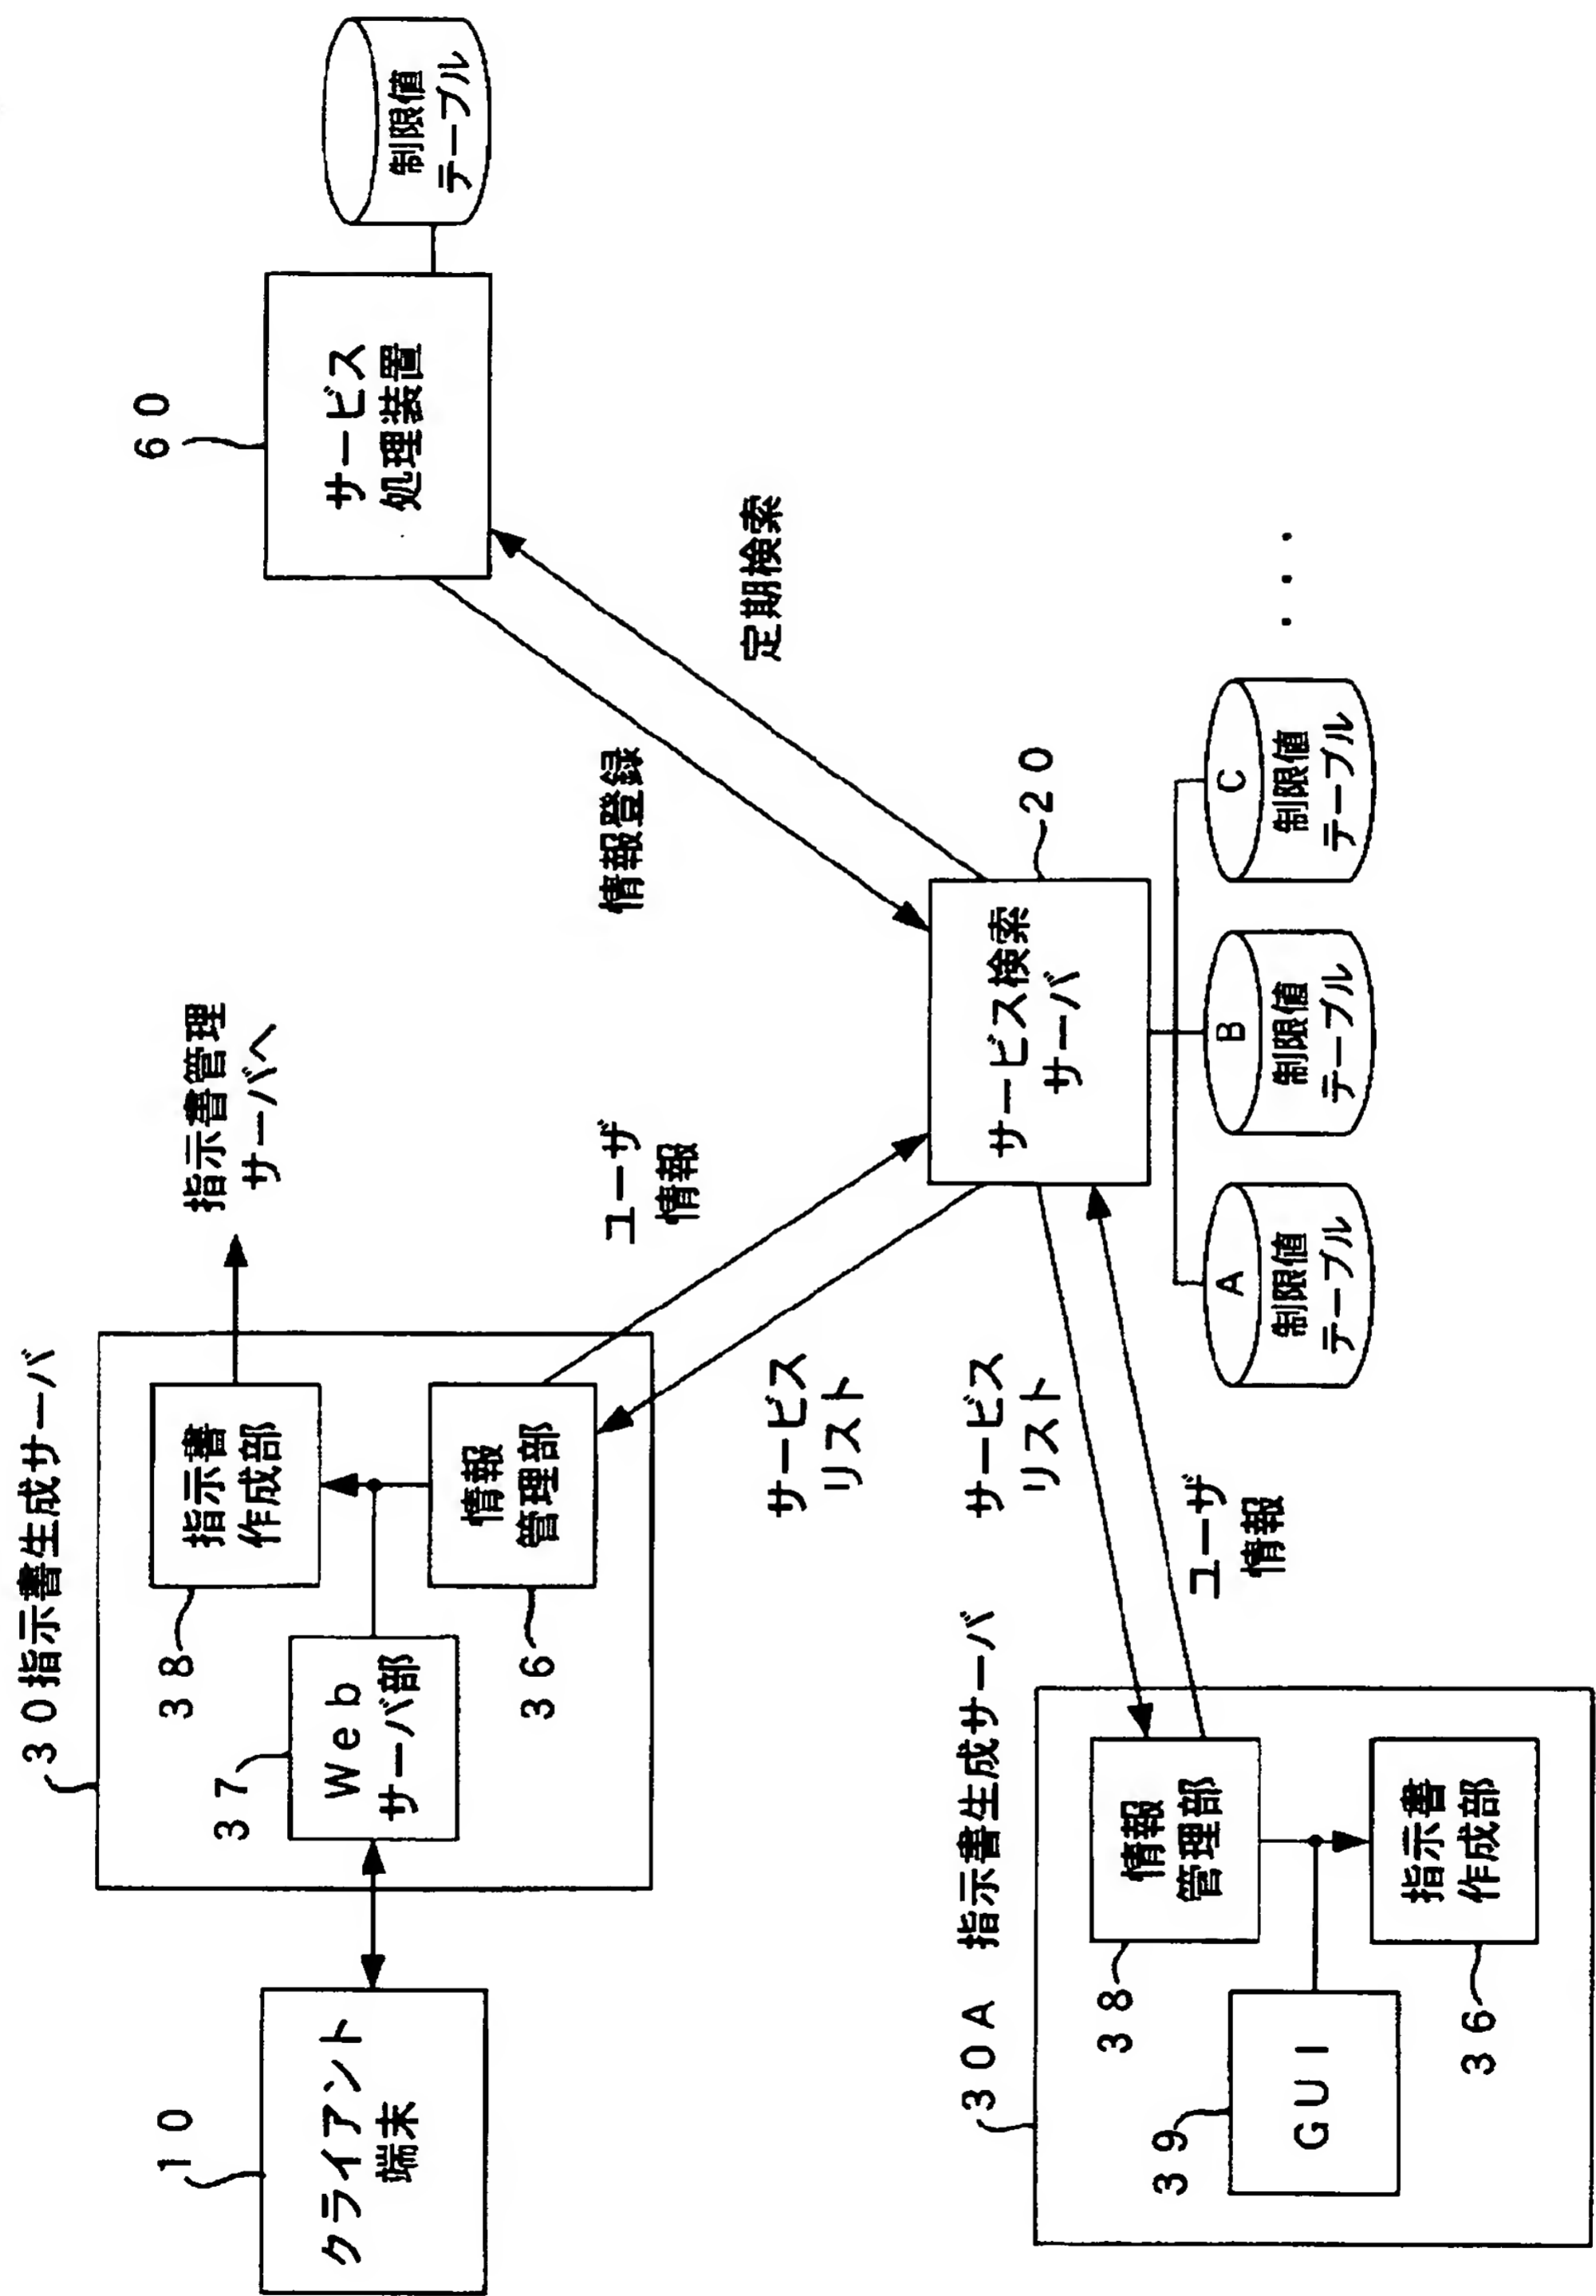 １０
クライアント
端末
３０指示書生成サーバ
３８
指示書
作成部
３７
Ｗｅｂ
サーバ部
３６
情報
管理部
指示書管理
サーバへ
ユーザ
情報
サービス
リスト
６０
サービス
処理装置
制限値
テーブル
情報登録
定期検索
サービス検索
サーバ
２０
A
制限値
テーブル
B
制限値
テーブル
C
制限値
テーブル
・・・
サービス
リスト
ユーザ
情報
３０Ａ 指示書生成サーバ
３８
情報
管理部
３９
ＧＵＩ
３６
指示書
作成部